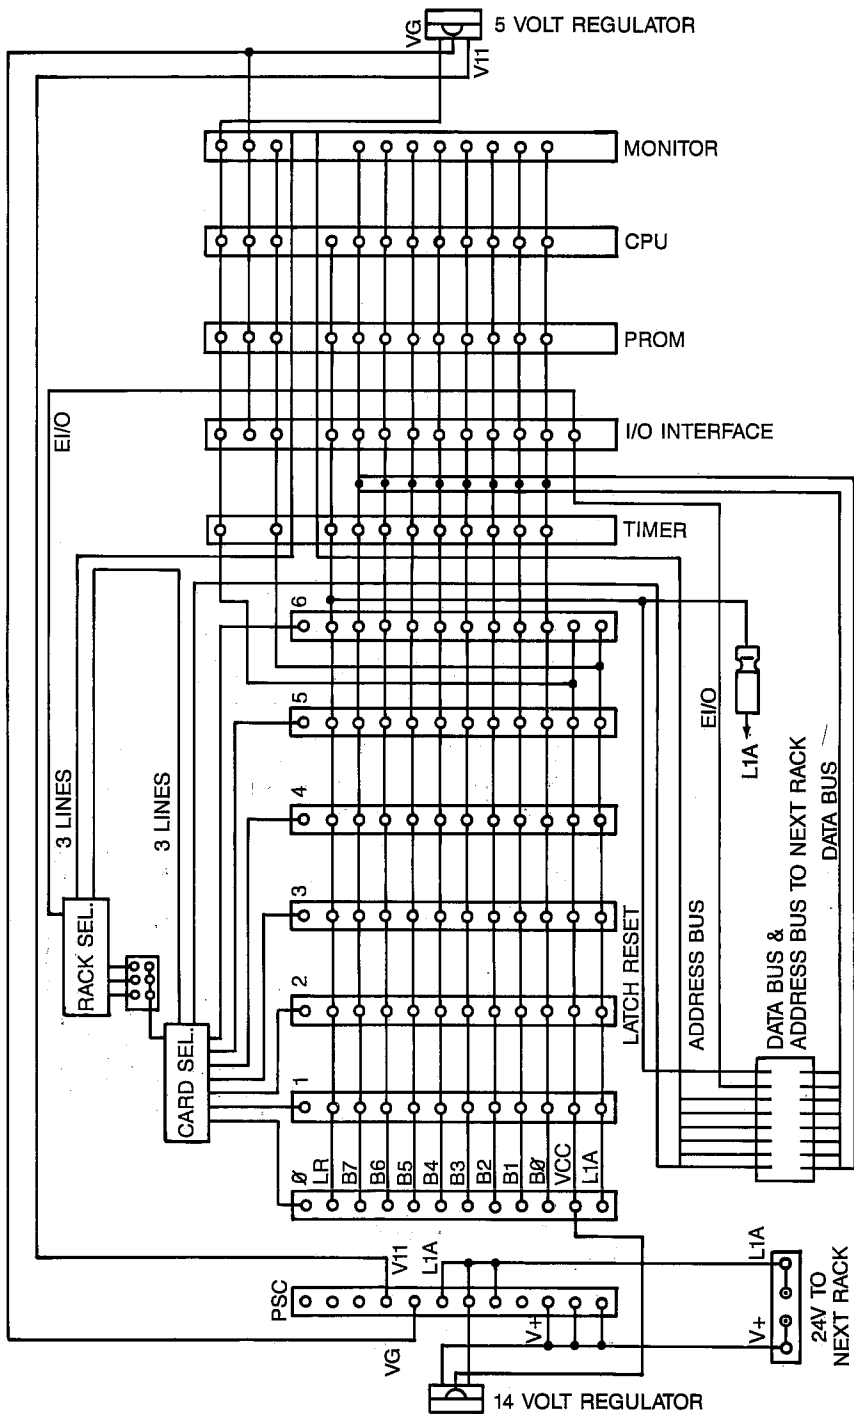 VG
5 VOLT REGULATOR
V11
MONITOR
CPU
PROM
EI/O
I/O INTERFACE
TIMER
6
5
EI/O
L1A
3 LINES
3 LINES
4
DATA BUS
RACK SEL.
3
LATCH RESET
ADDRESS BUS
DATA BUS &
ADDRESS BUS TO NEXT RACK
2
CARD SEL.
1
Ø
LR
B7
B6
B5
B4
B3
B2
B1
BØ
VCC
L1A
V11
L1A
PSC
VG
V+
L1A
V+
24V TO
NEXT RACK
14 VOLT REGULATOR